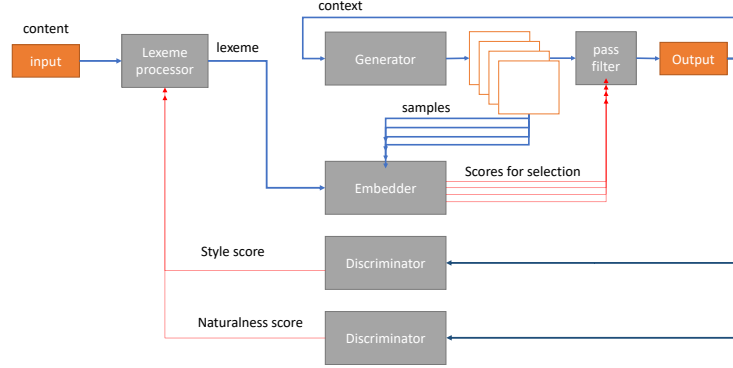 context
content
input
Lexeme
processor
lexeme
Generator
pass
filter
Output
samples
Embedder
Scores for selection
Style score
Discriminator
Naturalness score
Discriminator